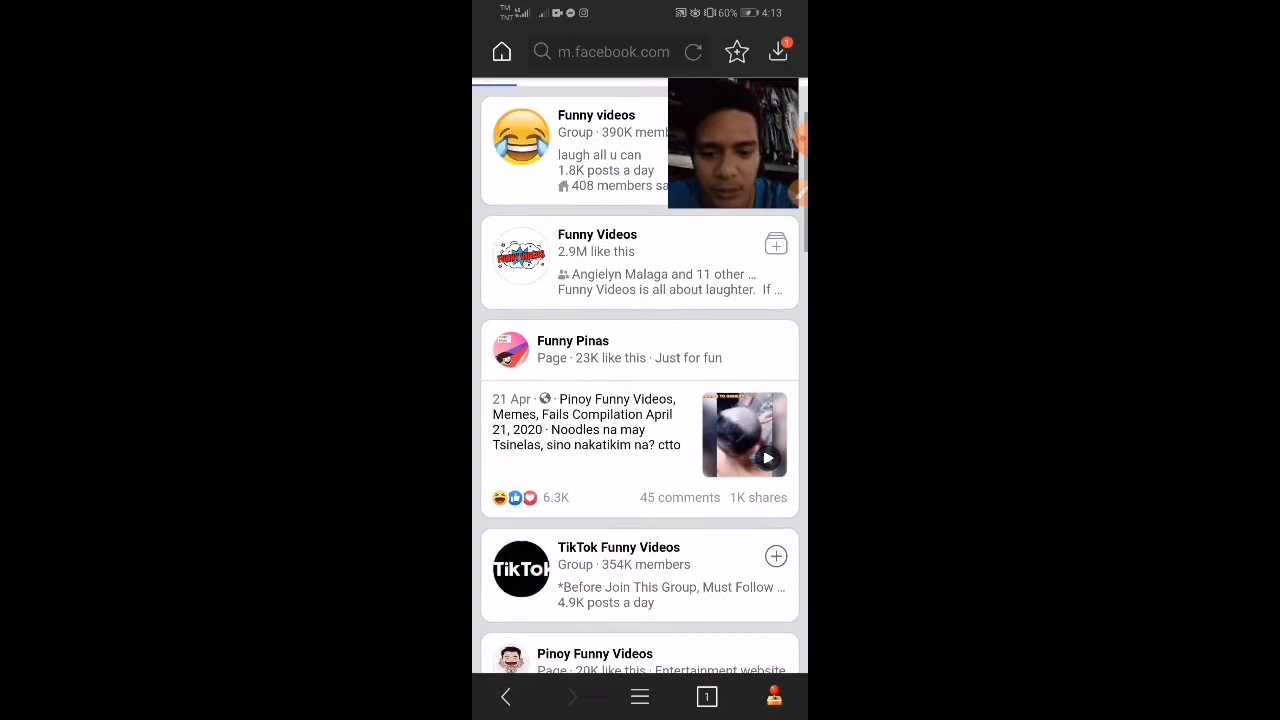 TM
TNT
60%
4:13
m.facebook.com
1
Funny videos
Group · 390K memb
laugh all u can
1.8K posts a day
408 members sa
Funny Videos
2.9M like this
Angielyn Malaga and 11 other ...
Funny Videos is all about laughter. If ...
FUNNY VIDEOS
Funny Pinas
Page · 23K like this · Just for fun
21 Apr · · Pinoy Funny Videos,
Memes, Fails Compilation April
21, 2020 · Noodles na may
Tsinelas, sino nakatikim na? ctto
6.3K
45 comments
1K shares
TikTok Funny Videos
Group · 354K members
*Before Join This Group, Must Follow ...
4.9K posts a day
TikTok
Pinoy Funny Videos
Page · 20K like this · Entertainment website
1